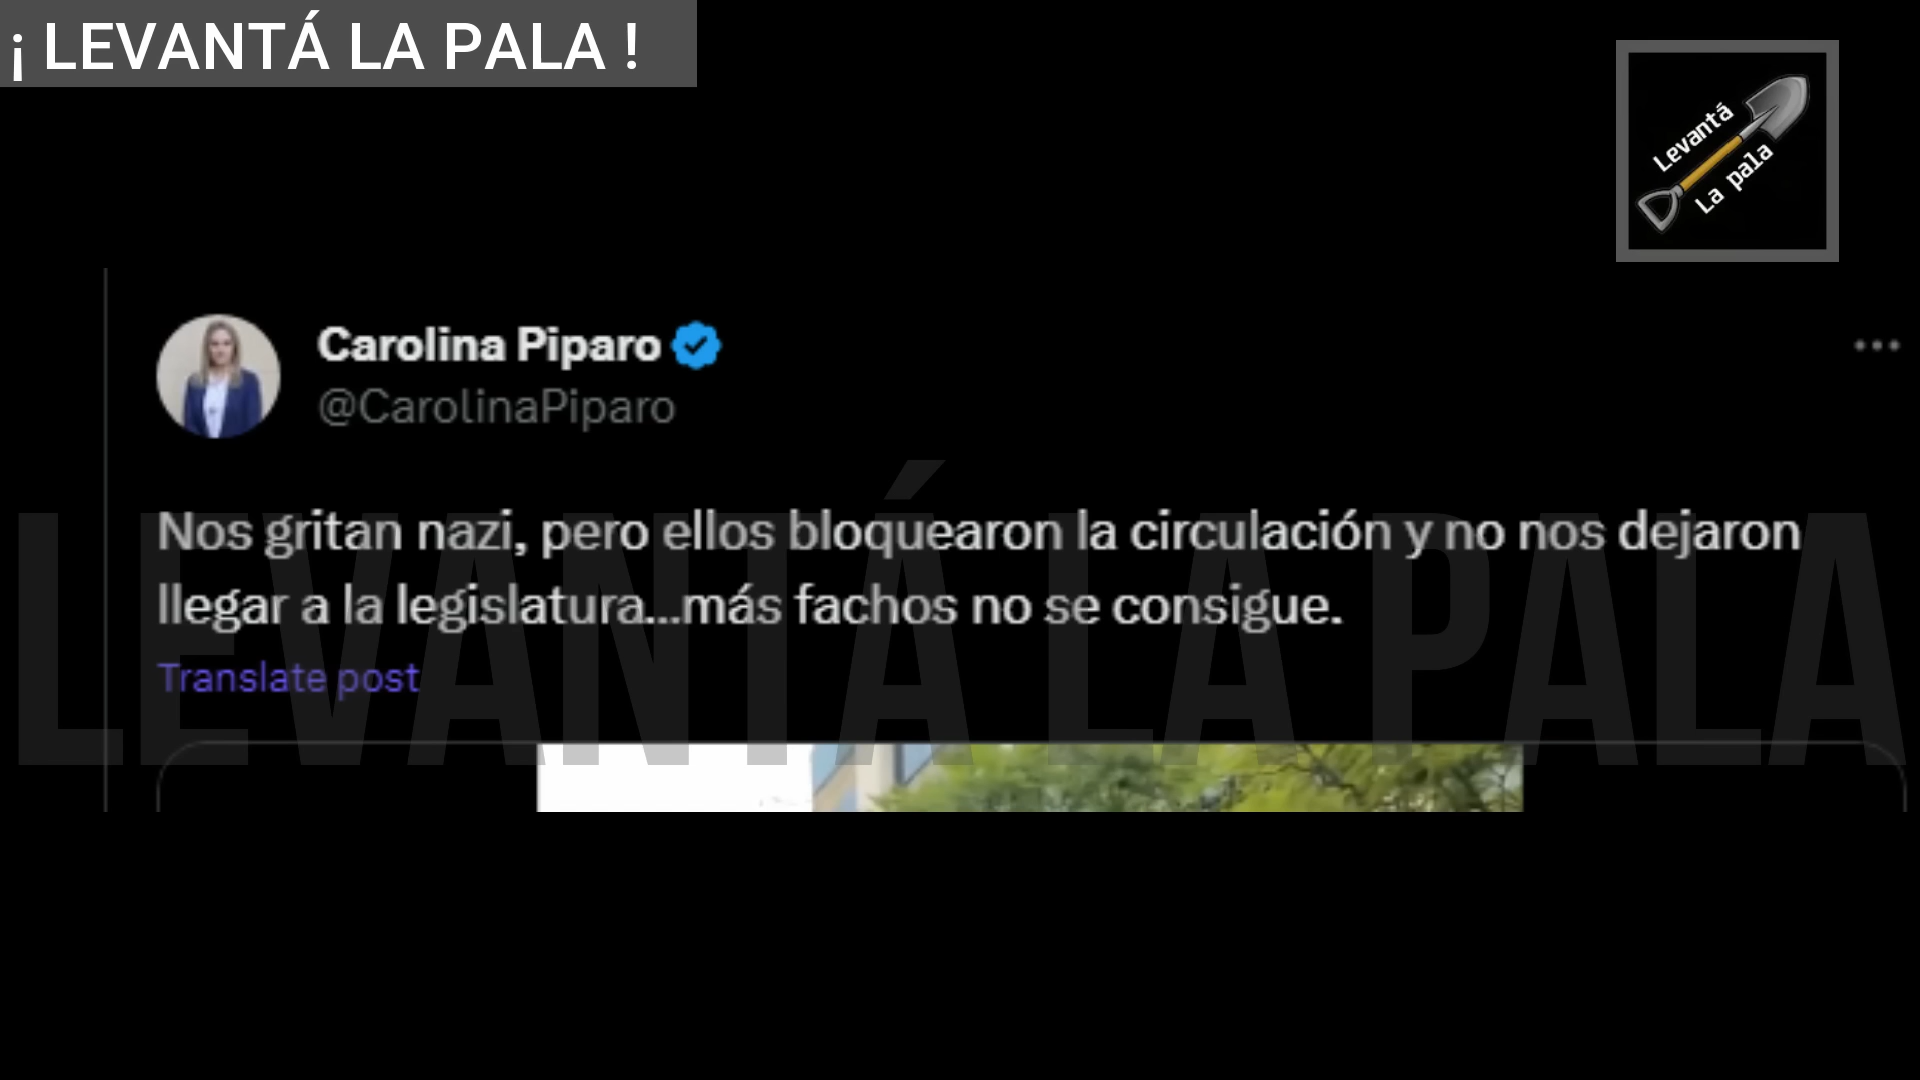 ¡ LEVANTÁ LA PALA !
Levantá
La pala
Carolina Piparo
@CarolinaPiparo
Nos gritan nazi, pero ellos bloquearon la circulación y no nos dejaron
llegar a la legislatura...más fachos no se consigue.
Translate post
LEVANTÁ LA PALA